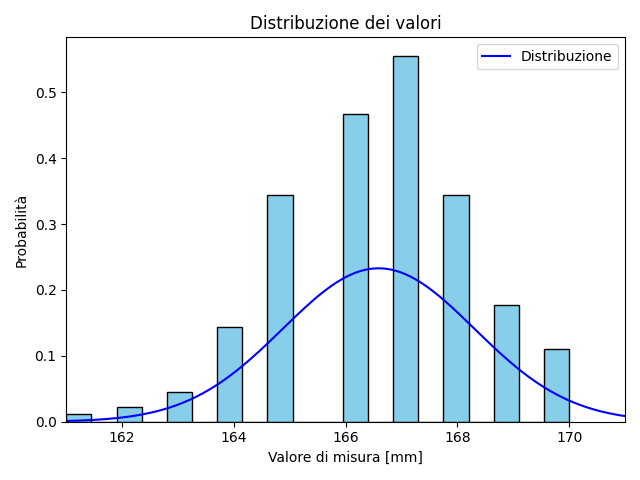 Distribuzione dei valori
Distribuzione
Probabilità
0.5
0.4
0.3
0.2
0.1
0.0
162 164 166 168 170
Valore di misura [mm]